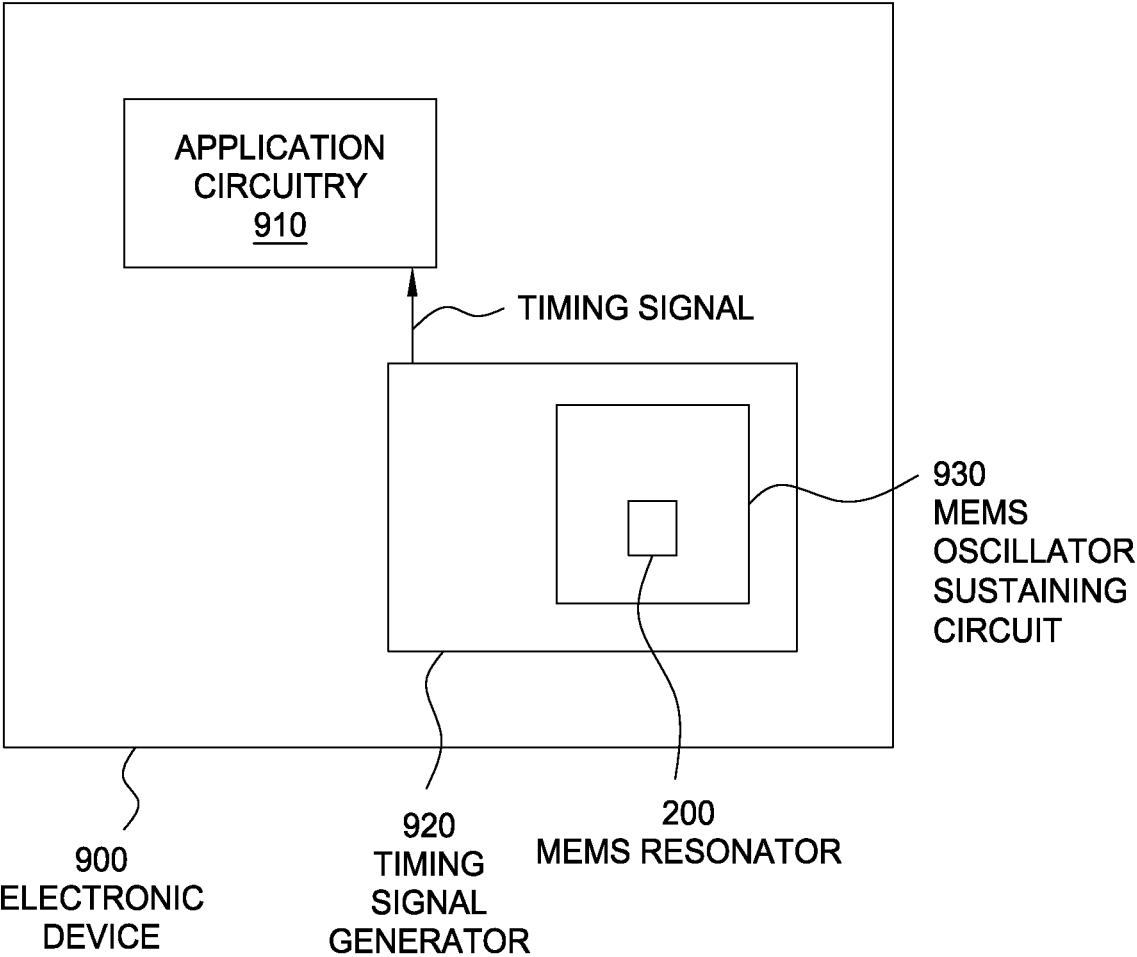 APPLICATION
CIRCUITRY
910
TIMING SIGNAL
930
MEMS
OSCILLATOR
SUSTAINING
CIRCUIT
200
MEMS RESONATOR
920
TIMING
SIGNAL
GENERATOR
900
ELECTRONIC
DEVICE